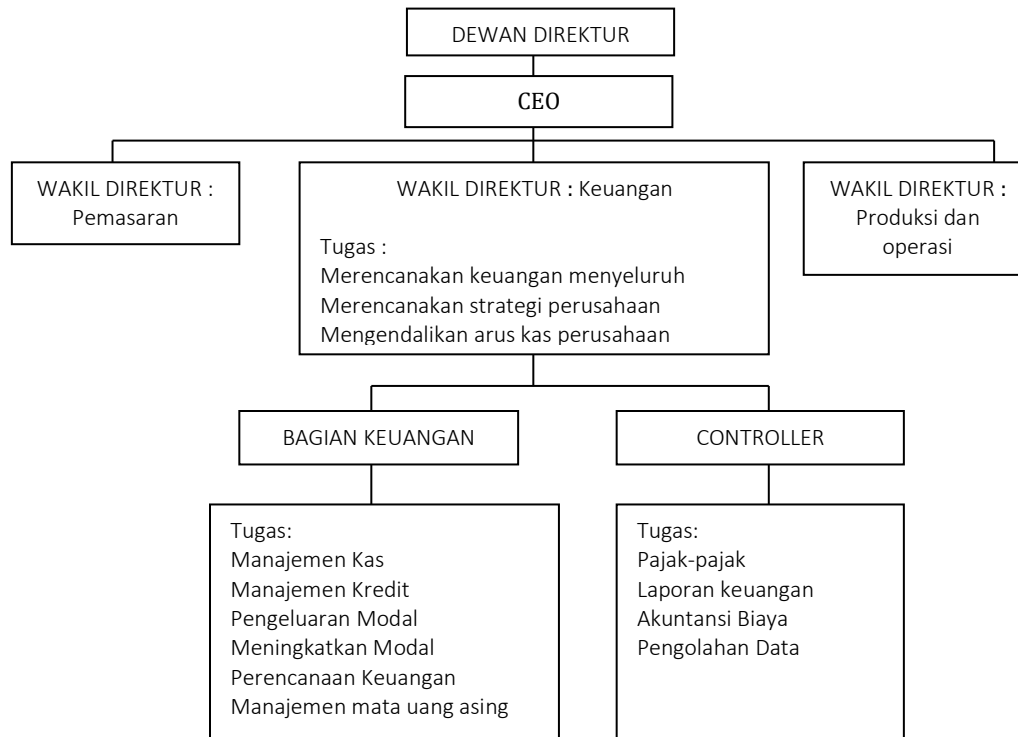 DEWAN DIREKTUR
CEO
WAKIL DIREKTUR :
Pemasaran
WAKIL DIREKTUR : Keuangan
Tugas :
Merencanakan keuangan menyeluruh
Merencanakan strategi perusahaan
Mengendalikan arus kas perusahaan
WAKIL DIREKTUR :
Produksi dan
operasi
BAGIAN KEUANGAN
CONTROLLER
Tugas:
Manajemen Kas
Manajemen Kredit
Pengeluaran Modal
Meningkatkan Modal
Perencanaan Keuangan
Manajemen mata uang asing
Tugas:
Pajak-pajak
Laporan keuangan
Akuntansi Biaya
Pengolahan Data